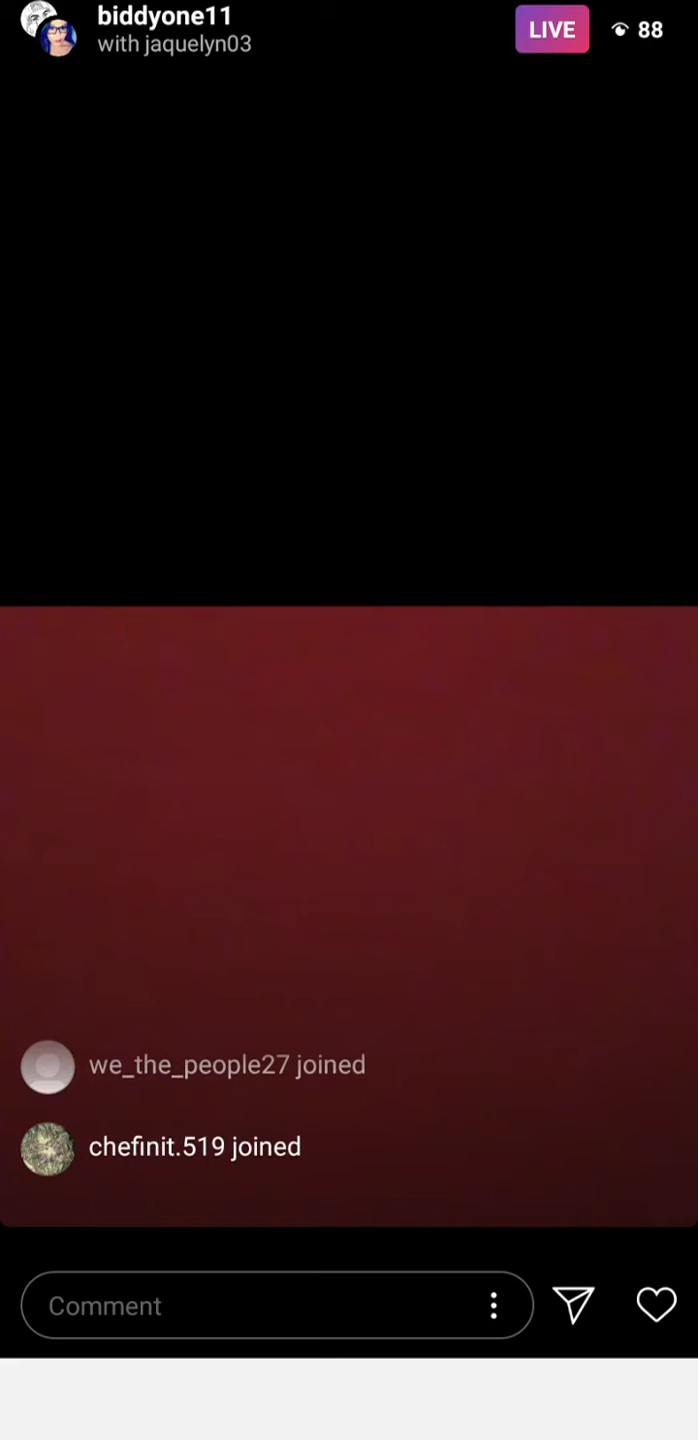 biddyone11
with jaquelyn03
LIVE
88
we_the_people27 joined
chefinit.519 joined
Comment